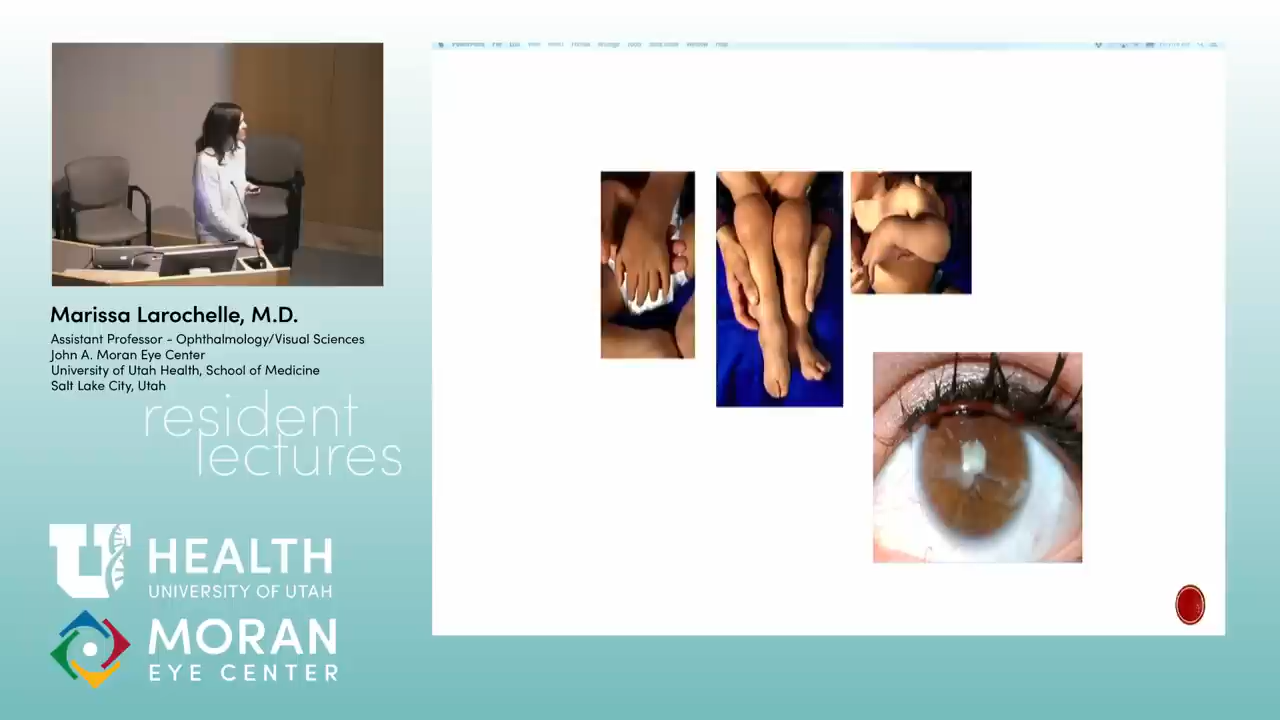 Marissa Larochelle, M.D.
Assistant Professor - Ophthalmology/Visual Sciences
John A. Moran Eye Center
University of Utah Health, School of Medicine
Salt Lake City, Utah
resident
lectures
U HEALTH
UNIVERSITY OF UTAH
MORAN
EYE CENTER